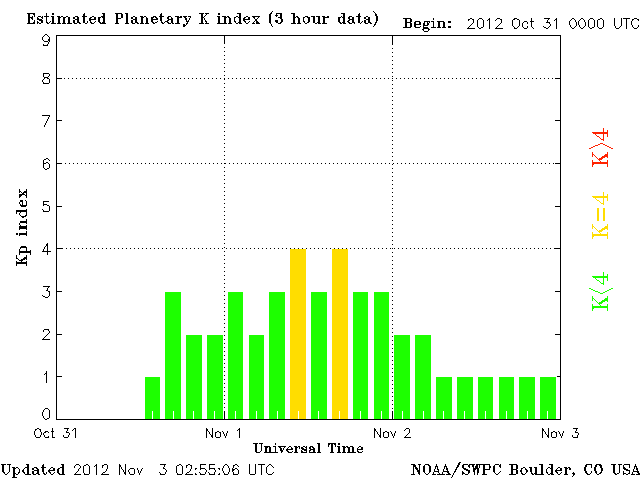 Estimated Planetary K index (3 hour data) Begin: 2012 Oct 31 0000 UTC
9
8
7
6
5
4
3
2
1
0
Kp index
K>4
K=4
K<4
Oct 31 Nov 1 Nov 2 Nov 3
Universal Time
Updated 2012 Nov 3 02:55:06 UTC NOAA/SWPC Boulder, CO USA